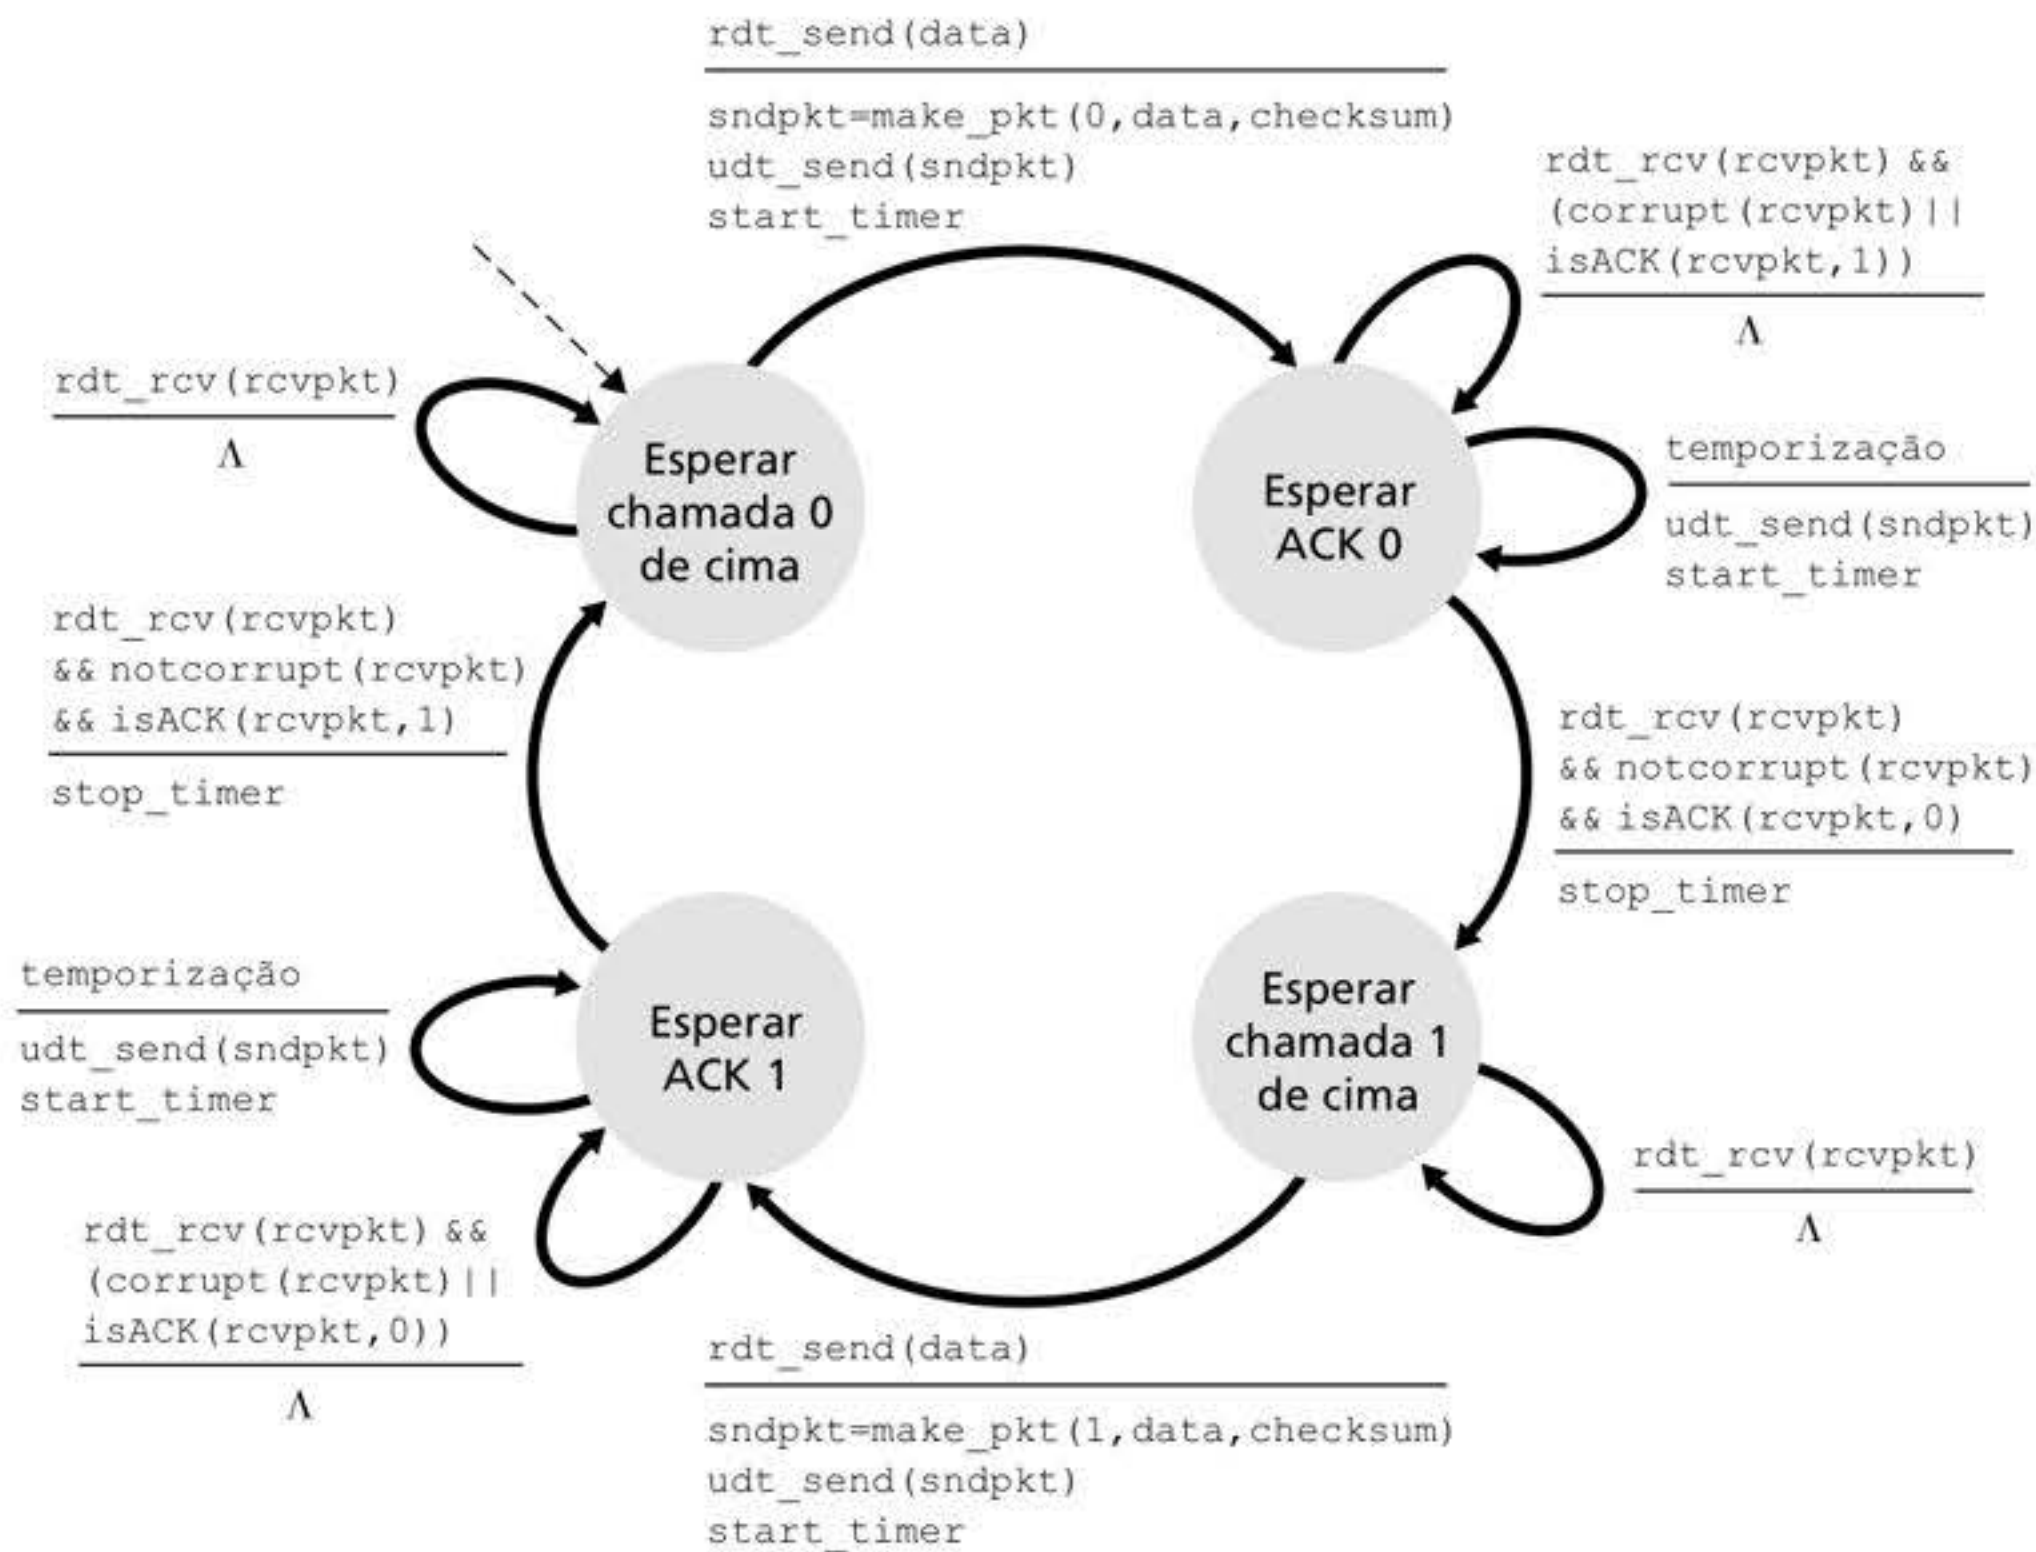 rdt_send(data)
sndpkt=make_pkt(0,data,checksum)
udt_send(sndpkt)
start_timer
rdt_rcv(rcvpkt) &&
(corrupt(rcvpkt)||
isACK(rcvpkt,1))
Λ
rdt_rcv(rcvpkt)
Λ
Esperar
chamada 0
de cima
Esperar
ACK 0
temporização
udt_send(sndpkt)
start_timer
rdt_rcv(rcvpkt)
&& notcorrupt(rcvpkt)
&& isACK(rcvpkt,1)
stop_timer
rdt_rcv(rcvpkt)
&& notcorrupt(rcvpkt)
&& isACK(rcvpkt,0)
stop_timer
temporização
udt_send(sndpkt)
start_timer
Esperar
ACK 1
Esperar
chamada 1
de cima
rdt_rcv(rcvpkt)
Λ
rdt_rcv(rcvpkt) &&
(corrupt(rcvpkt)||
isACK(rcvpkt,0))
Λ
rdt_send(data)
sndpkt=make_pkt(1,data,checksum)
udt_send(sndpkt)
start_timer